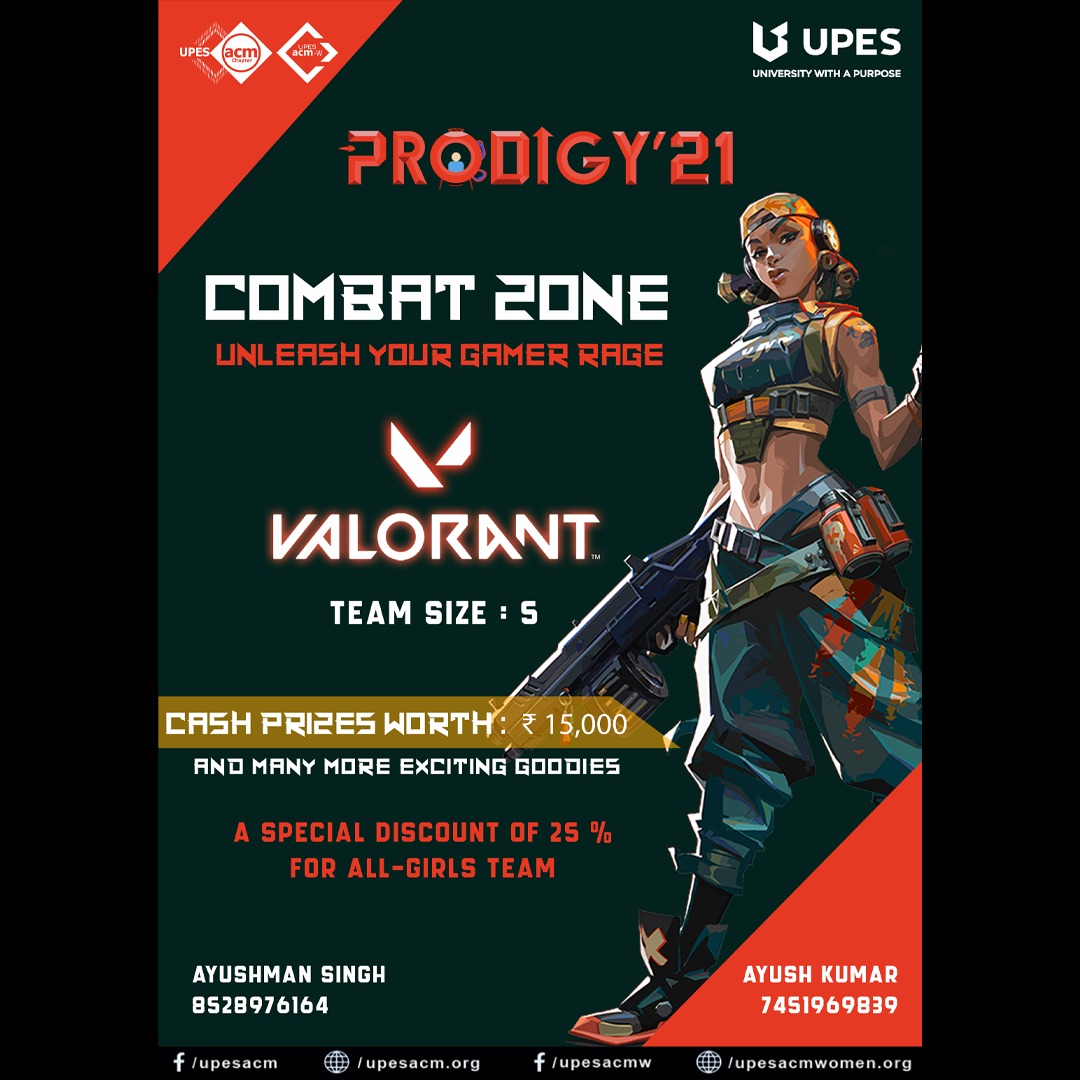 UPES acm Chapter
UPES acm-w
UPES
UNIVERSITY WITH A PURPOSE
PRODIGY'21
COMBAT ZONE
UNLEASH YOUR GAMER RAGE
VALORANT™
TEAM SIZE : 5
CASH PRIZES WORTH : ₹ 15,000
AND MANY MORE EXCITING GOODIES
A SPECIAL DISCOUNT OF 25 %
FOR ALL-GIRLS TEAM
AYUSHMAN SINGH
8528976164
AYUSH KUMAR
7451969839
/upesacm /upesacm.org /upesacmw /upesacmwomen.org